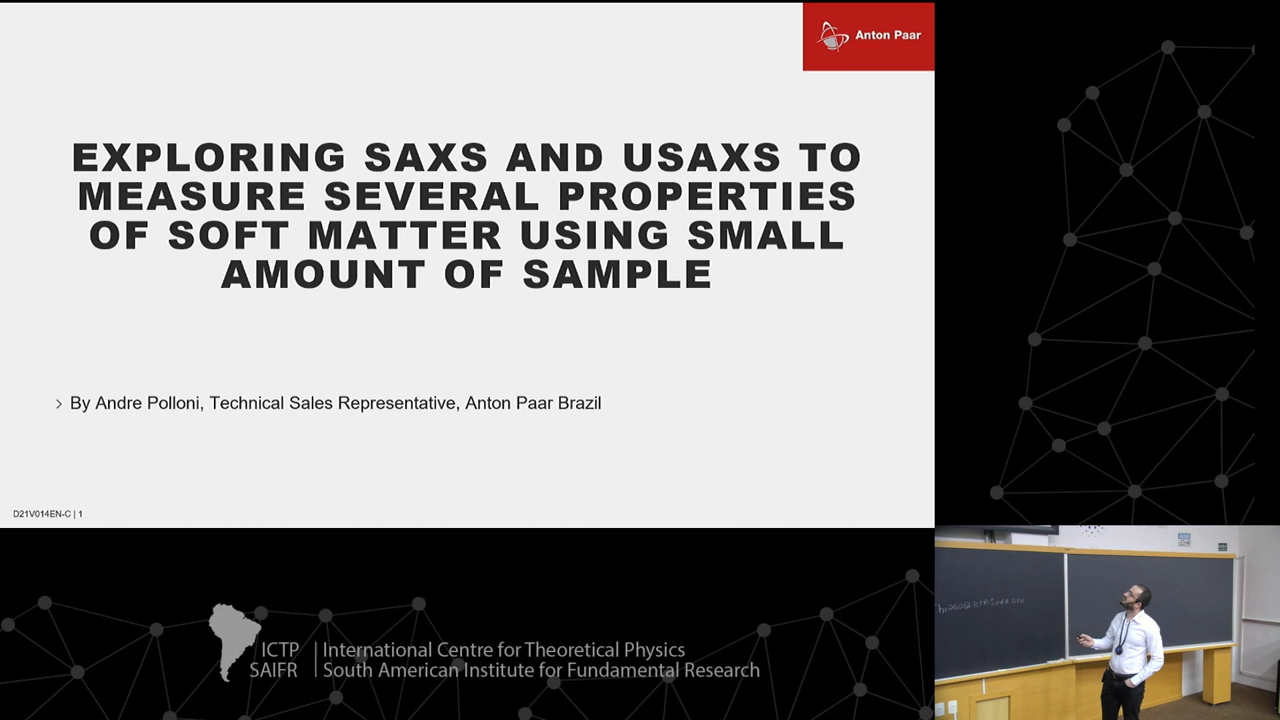 Anton Paar
EXPLORING SAXS AND USAXS TO
MEASURE SEVERAL PROPERTIES
OF SOFT MATTER USING SMALL
AMOUNT OF SAMPLE
> By Andre Polloni, Technical Sales Representative, Anton Paar Brazil
D21V014EN-C | 1
ICTP
SAIFR
International Centre for Theoretical Physics
South American Institute for Fundamental Research